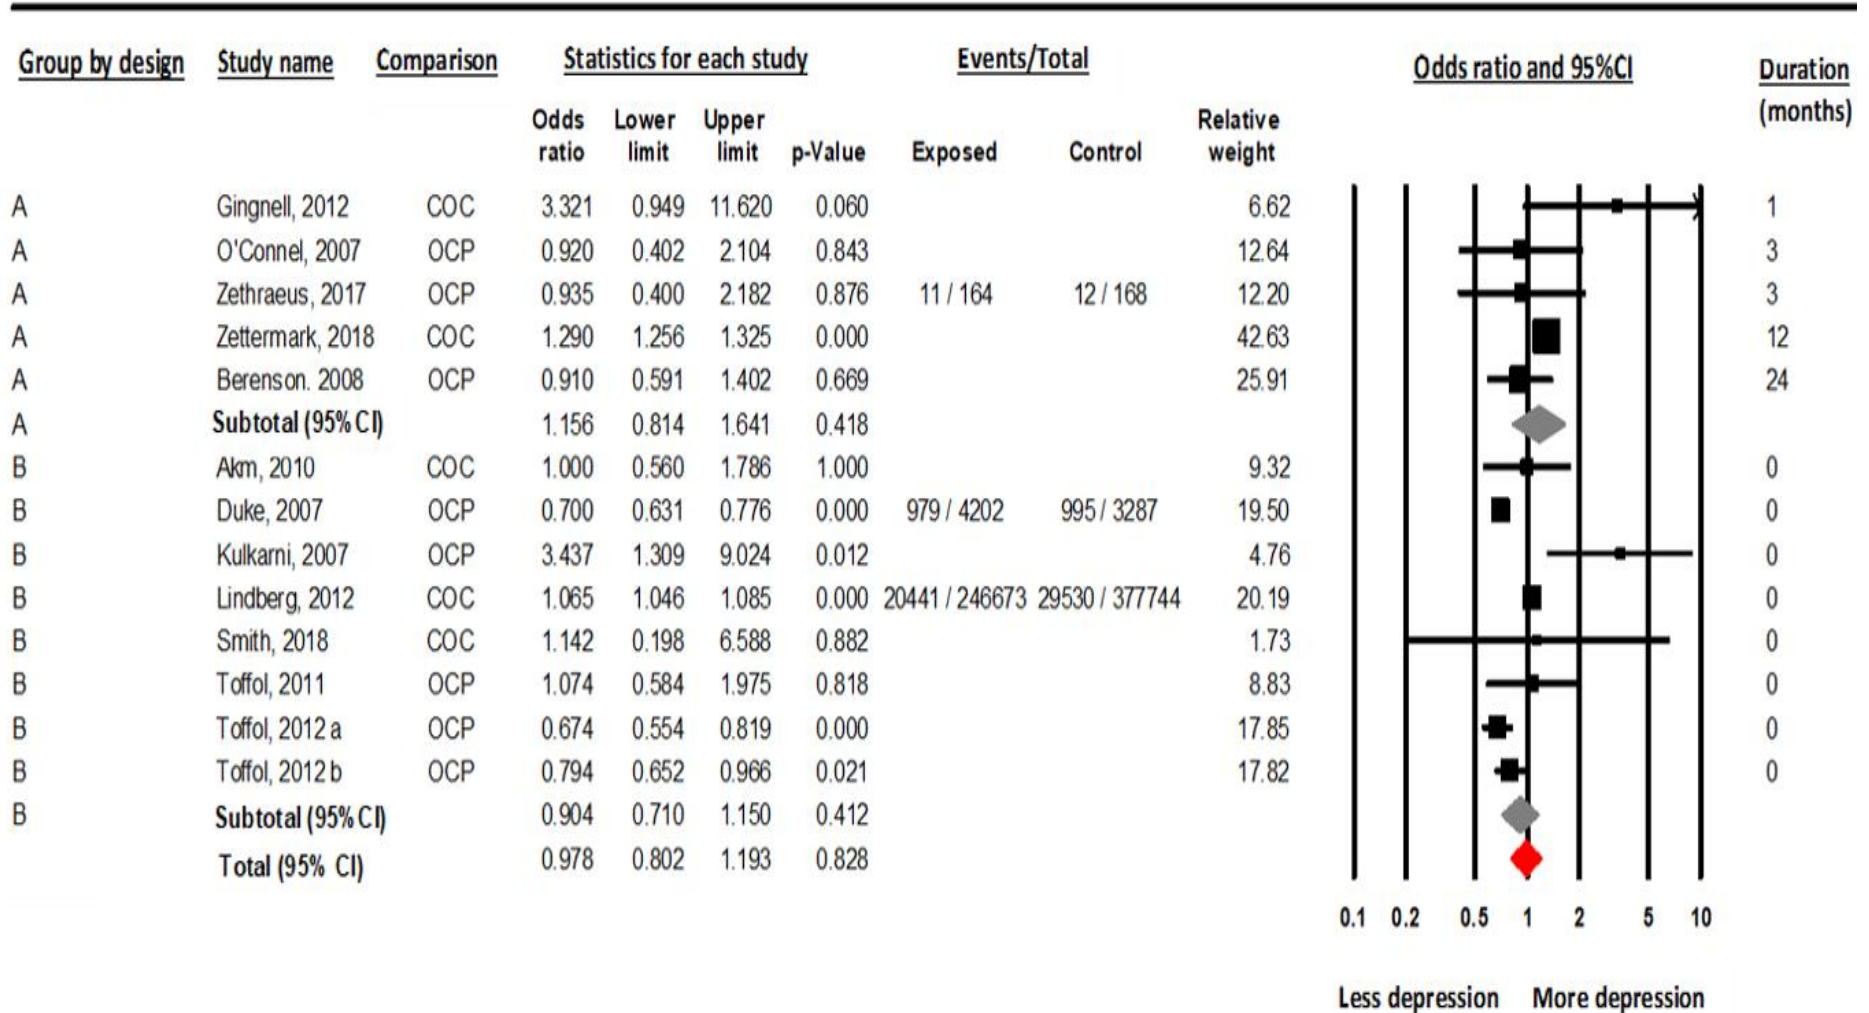 Group by design Study name Comparison Statistics for each study Events/Total Odds ratio and 95%CI Duration (months)
Odds ratio Lower limit Upper limit p-Value Exposed Control Relative weight
A Gingnell, 2012 COC 3.321 0.949 11.620 0.060 6.62 1
A O'Connel, 2007 OCP 0.920 0.402 2.104 0.843 12.64 3
A Zethraeus, 2017 OCP 0.935 0.400 2.182 0.876 11 / 164 12 / 168 12.20 3
A Zettermark, 2018 COC 1.290 1.256 1.325 0.000 42.63 12
A Berenson. 2008 OCP 0.910 0.591 1.402 0.669 25.91 24
A Subtotal (95% CI) 1.156 0.814 1.641 0.418
B Akm, 2010 COC 1.000 0.560 1.786 1.000 9.32 0
B Duke, 2007 OCP 0.700 0.631 0.776 0.000 979 / 4202 995 / 3287 19.50 0
B Kulkarni, 2007 OCP 3.437 1.309 9.024 0.012 4.76 0
B Lindberg, 2012 COC 1.065 1.046 1.085 0.000 20441 / 246673 29530 / 377744 20.19 0
B Smith, 2018 COC 1.142 0.198 6.588 0.882 1.73 0
B Toffol, 2011 OCP 1.074 0.584 1.975 0.818 8.83 0
B Toffol, 2012 a OCP 0.674 0.554 0.819 0.000 17.85 0
B Toffol, 2012 b OCP 0.794 0.652 0.966 0.021 17.82 0
B Subtotal (95% CI) 0.904 0.710 1.150 0.412
Total (95% CI) 0.978 0.802 1.193 0.828
0.1 0.2 0.5 1 2 5 10
Less depression More depression